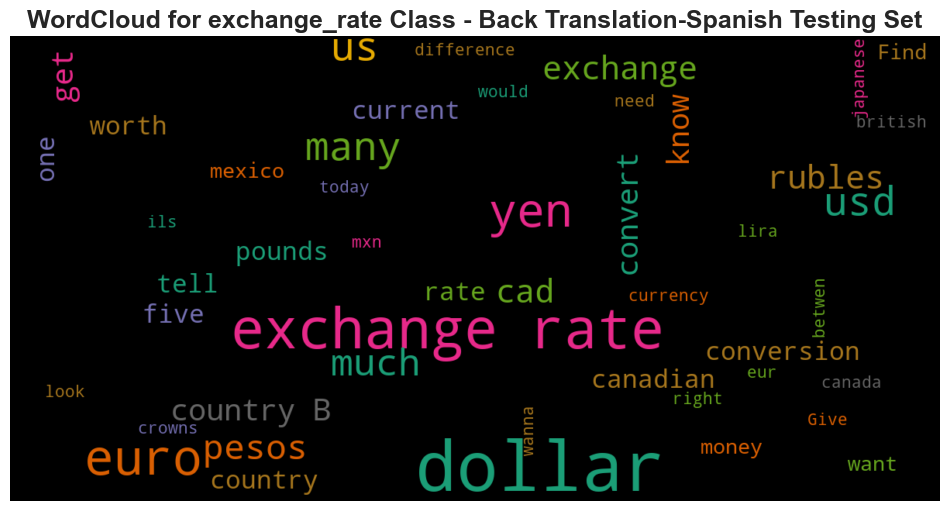 WordCloud for exchange_rate Class - Back Translation-Spanish Testing Set
us
difference
Find
get
exchange
japanese
would
need
know
current
british
worth
many
one
convert
mexico
today
rubles
usd
yen
ils
lira
mxn
pounds
tell
rate
cad
currency
betwen
five
exchange rate
much
conversion
canadian
eur
canada
look
right
country B
crowns
wanna
Give
euro
pesos
dollar
money
want
country